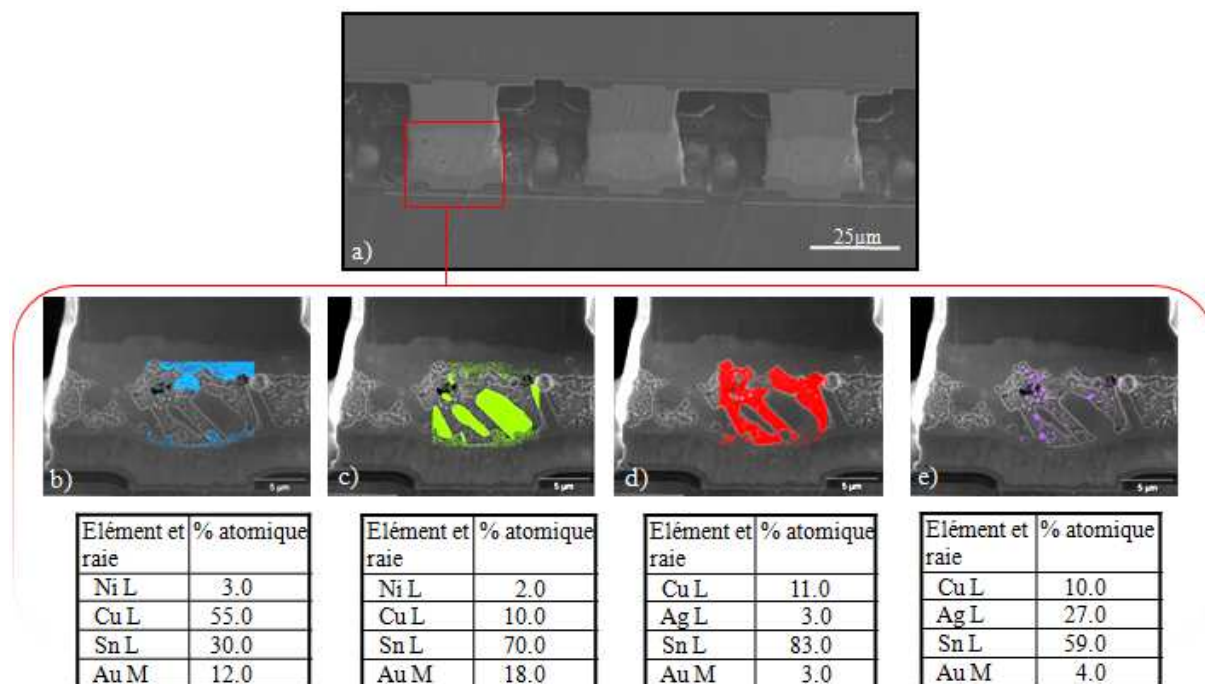 a)
25μm
b)
5 μm
c)
5 μm
d)
5 μm
e)
5 μm
Elément et raie % atomique
Ni L 3.0
Cu L 55.0
Sn L 30.0
Au M 12.0
Elément et raie % atomique
Ni L 2.0
Cu L 10.0
Sn L 70.0
Au M 18.0
Elément et raie % atomique
Cu L 11.0
Ag L 3.0
Sn L 83.0
Au M 3.0
Elément et raie % atomique
Cu L 10.0
Ag L 27.0
Sn L 59.0
Au M 4.0